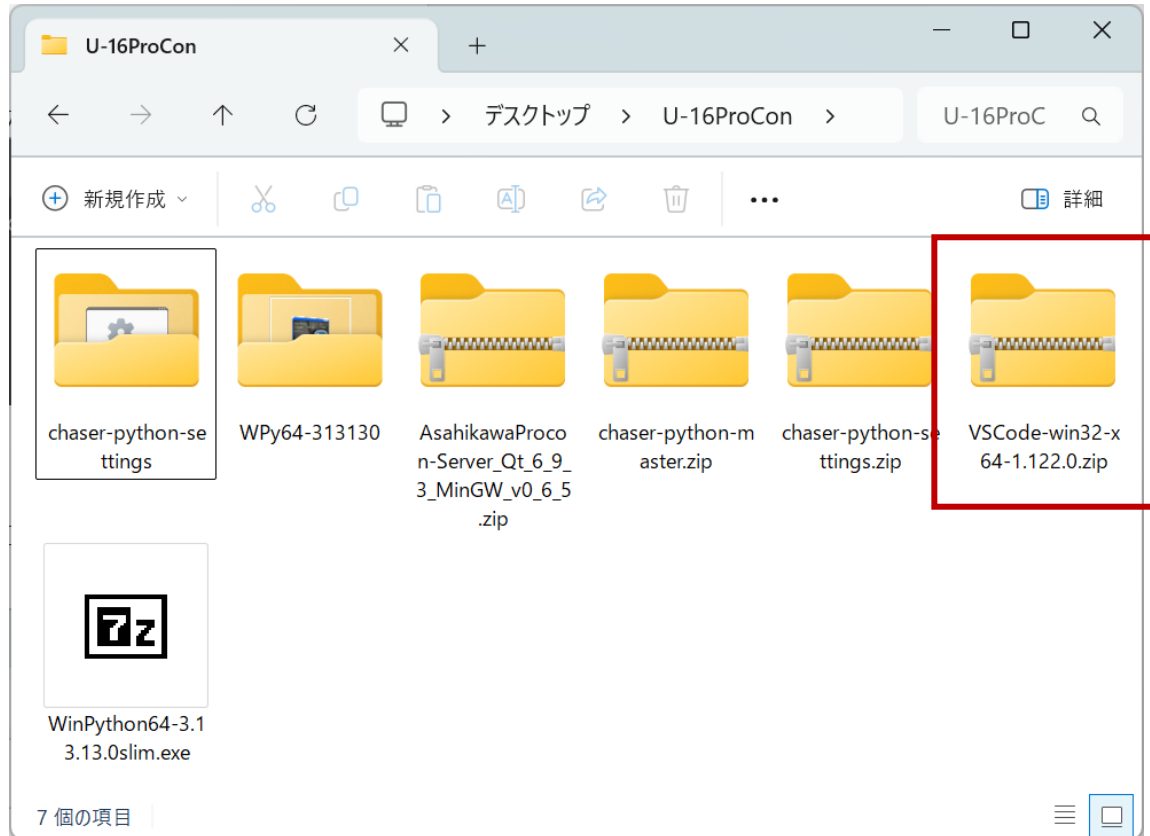 U-16ProCon
デスクトップ > U-16ProCon >
U-16ProC
新規作成
詳細
chaser-python-se
ttings
WPy64-313130
AsahikawaProco
n-Server_Qt_6_9_
3_MinGW_v0_6_5
.zip
chaser-python-m
aster.zip
chaser-python-se
ttings.zip
VSCode-win32-x
64-1.122.0.zip
7z
WinPython64-3.1
3.13.0slim.exe
7 個の項目